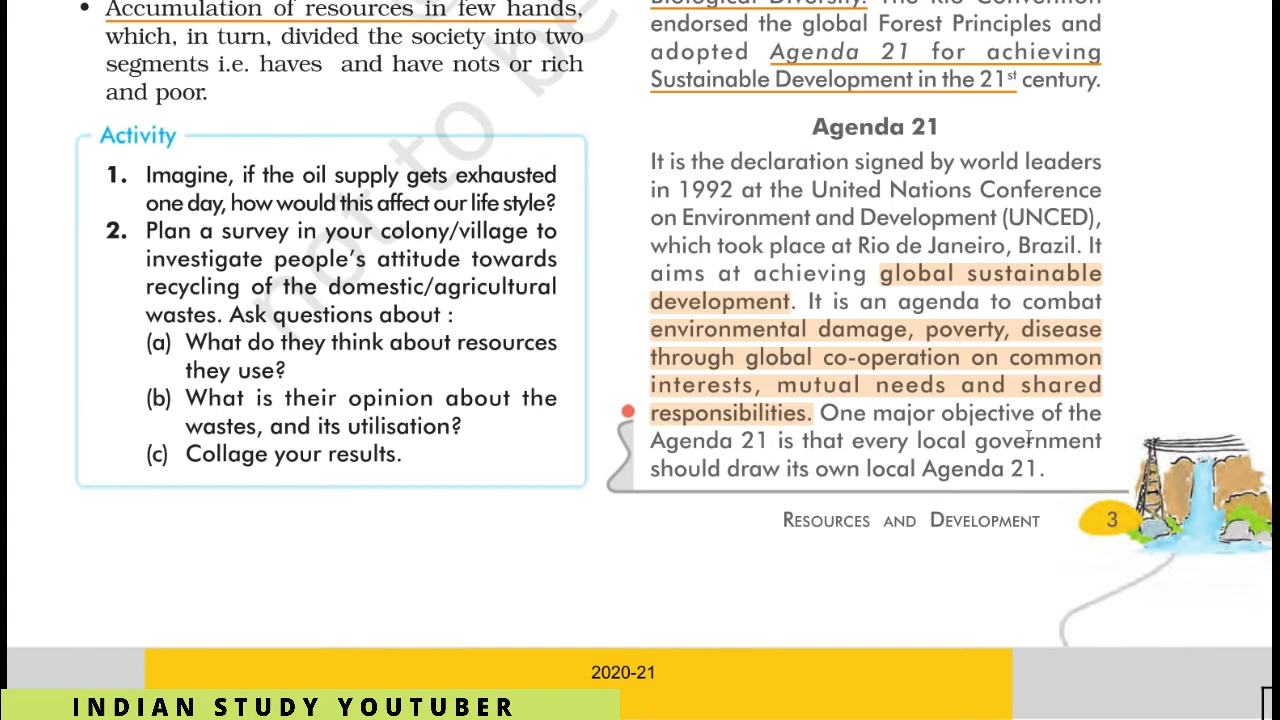 • Accumulation of resources in few hands,
which, in turn, divided the society into two
segments i.e. haves and have nots or rich
and poor.
Activity
1. Imagine, if the oil supply gets exhausted
one day, how would this affect our life style?
2. Plan a survey in your colony/village to
investigate people's attitude towards
recycling of the domestic/agricultural
wastes. Ask questions about :
(a) What do they think about resources
they use?
(b) What is their opinion about the
wastes, and its utilisation?
(c) Collage your results.
Biological Diversity. The Rio Convention
endorsed the global Forest Principles and
adopted Agenda 21 for achieving
Sustainable Development in the 21st century.
Agenda 21
It is the declaration signed by world leaders
in 1992 at the United Nations Conference
on Environment and Development (UNCED),
which took place at Rio de Janeiro, Brazil. It
aims at achieving global sustainable
development. It is an agenda to combat
environmental damage, poverty, disease
through global co-operation on common
interests, mutual needs and shared
responsibilities. One major objective of the
Agenda 21 is that every local government
should draw its own local Agenda 21.
RESOURCES AND DEVELOPMENT 3
not to be
2020-21
INDIAN STUDY YOUTUBER